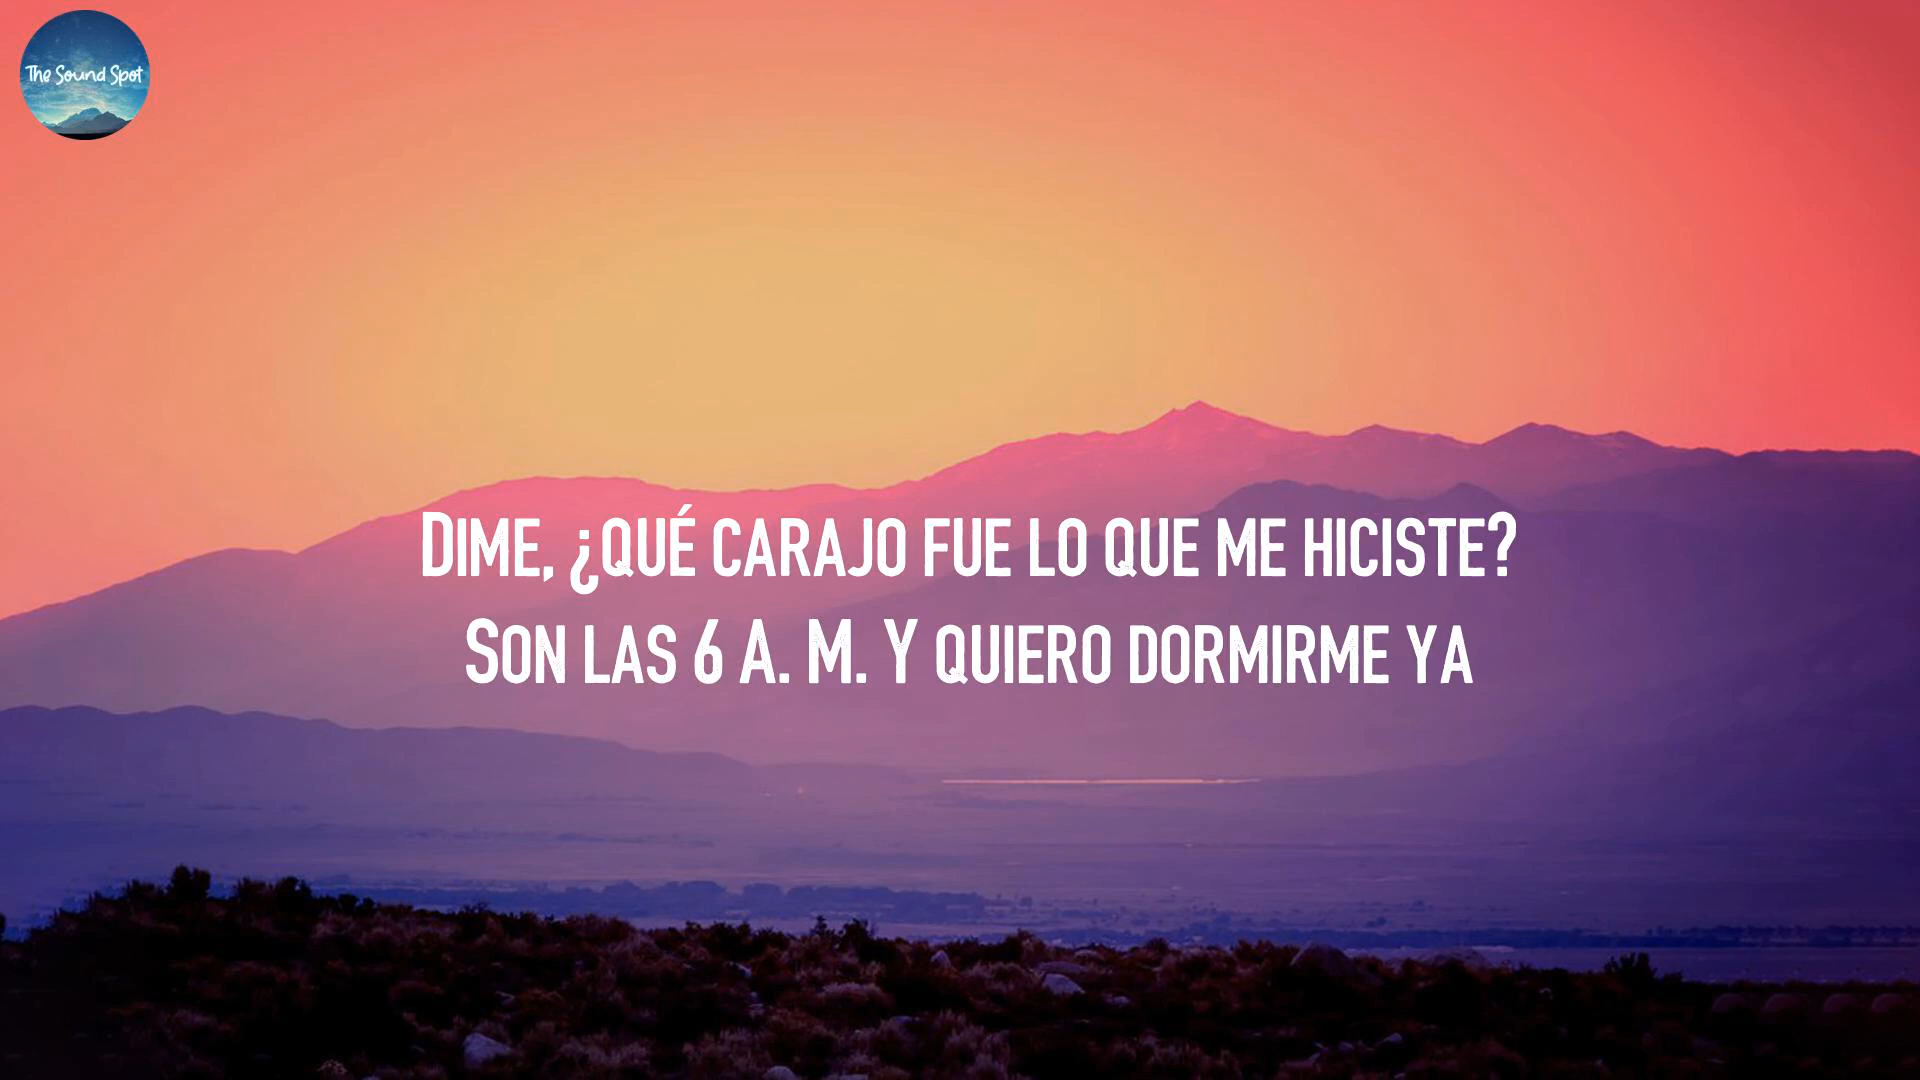 The Sound Spot
Dime, ¿qué carajo fue lo que me hiciste?
Son las 6 A. M. Y quiero dormirme ya